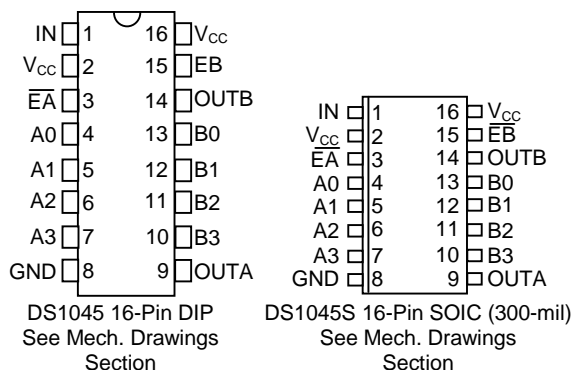 IN 1 16 VCC
VCC 2 15 EB
E̅A̅ 3 14 OUTB
A0 4 13 B0
A1 5 12 B1
A2 6 11 B2
A3 7 10 B3
GND 8 9 OUTA
DS1045 16-Pin DIP
See Mech. Drawings
Section
IN 1 16 VCC
VCC 2 15 E̅B̅
E̅A̅ 3 14 OUTB
A0 4 13 B0
A1 5 12 B1
A2 6 11 B2
A3 7 10 B3
GND 8 9 OUTA
DS1045S 16-Pin SOIC (300-mil)
See Mech. Drawings
Section